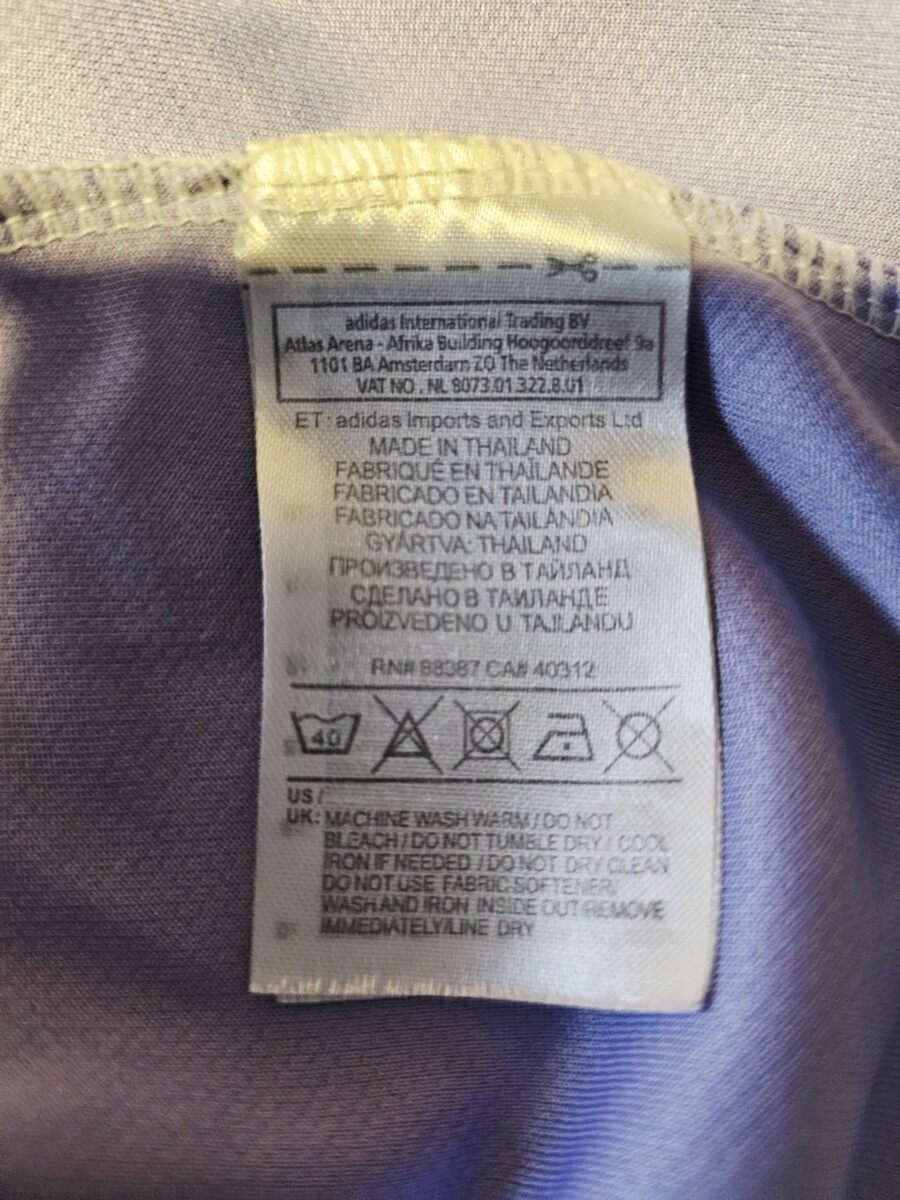 adidas International Trading BV
Atlas Arena - Afrika Building Hoogoorddreef 9a
1101 BA Amsterdam ZO The Netherlands
VAT NO . NL 8073.01.322.8.01
ET : adidas Imports and Exports Ltd
MADE IN THAILAND
FABRIQUÉ EN THAÏLANDE
FABRICADO EN TAILANDIA
FABRICADO NA TAILÂNDIA
GYÁRTVA: THAILAND
ПРОИЗВЕДЕНО В ТАЙЛАНД
СДЕЛАНО В ТАИЛАНДЕ
PROIZVEDENO U TAJLANDU
RN# 88387 CA# 40312
40
US /
UK: MACHINE WASH WARM / DO NOT
BLEACH / DO NOT TUMBLE DRY / COOL
IRON IF NEEDED / DO NOT DRY CLEAN
DO NOT USE FABRIC SOFTENER/
WASH AND IRON INSIDE OUT/REMOVE
IMMEDIATELY/LINE DRY